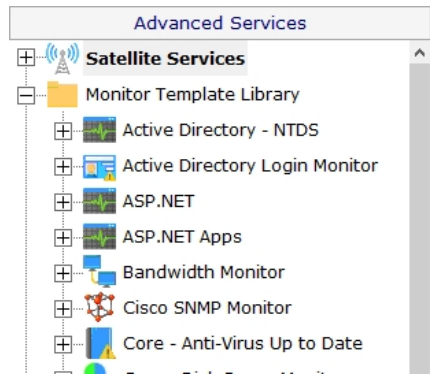 Advanced Services
Satellite Services
Monitor Template Library
Active Directory - NTDS
Active Directory Login Monitor
ASP.NET
ASP.NET Apps
Bandwidth Monitor
Cisco SNMP Monitor
Core - Anti-Virus Up to Date